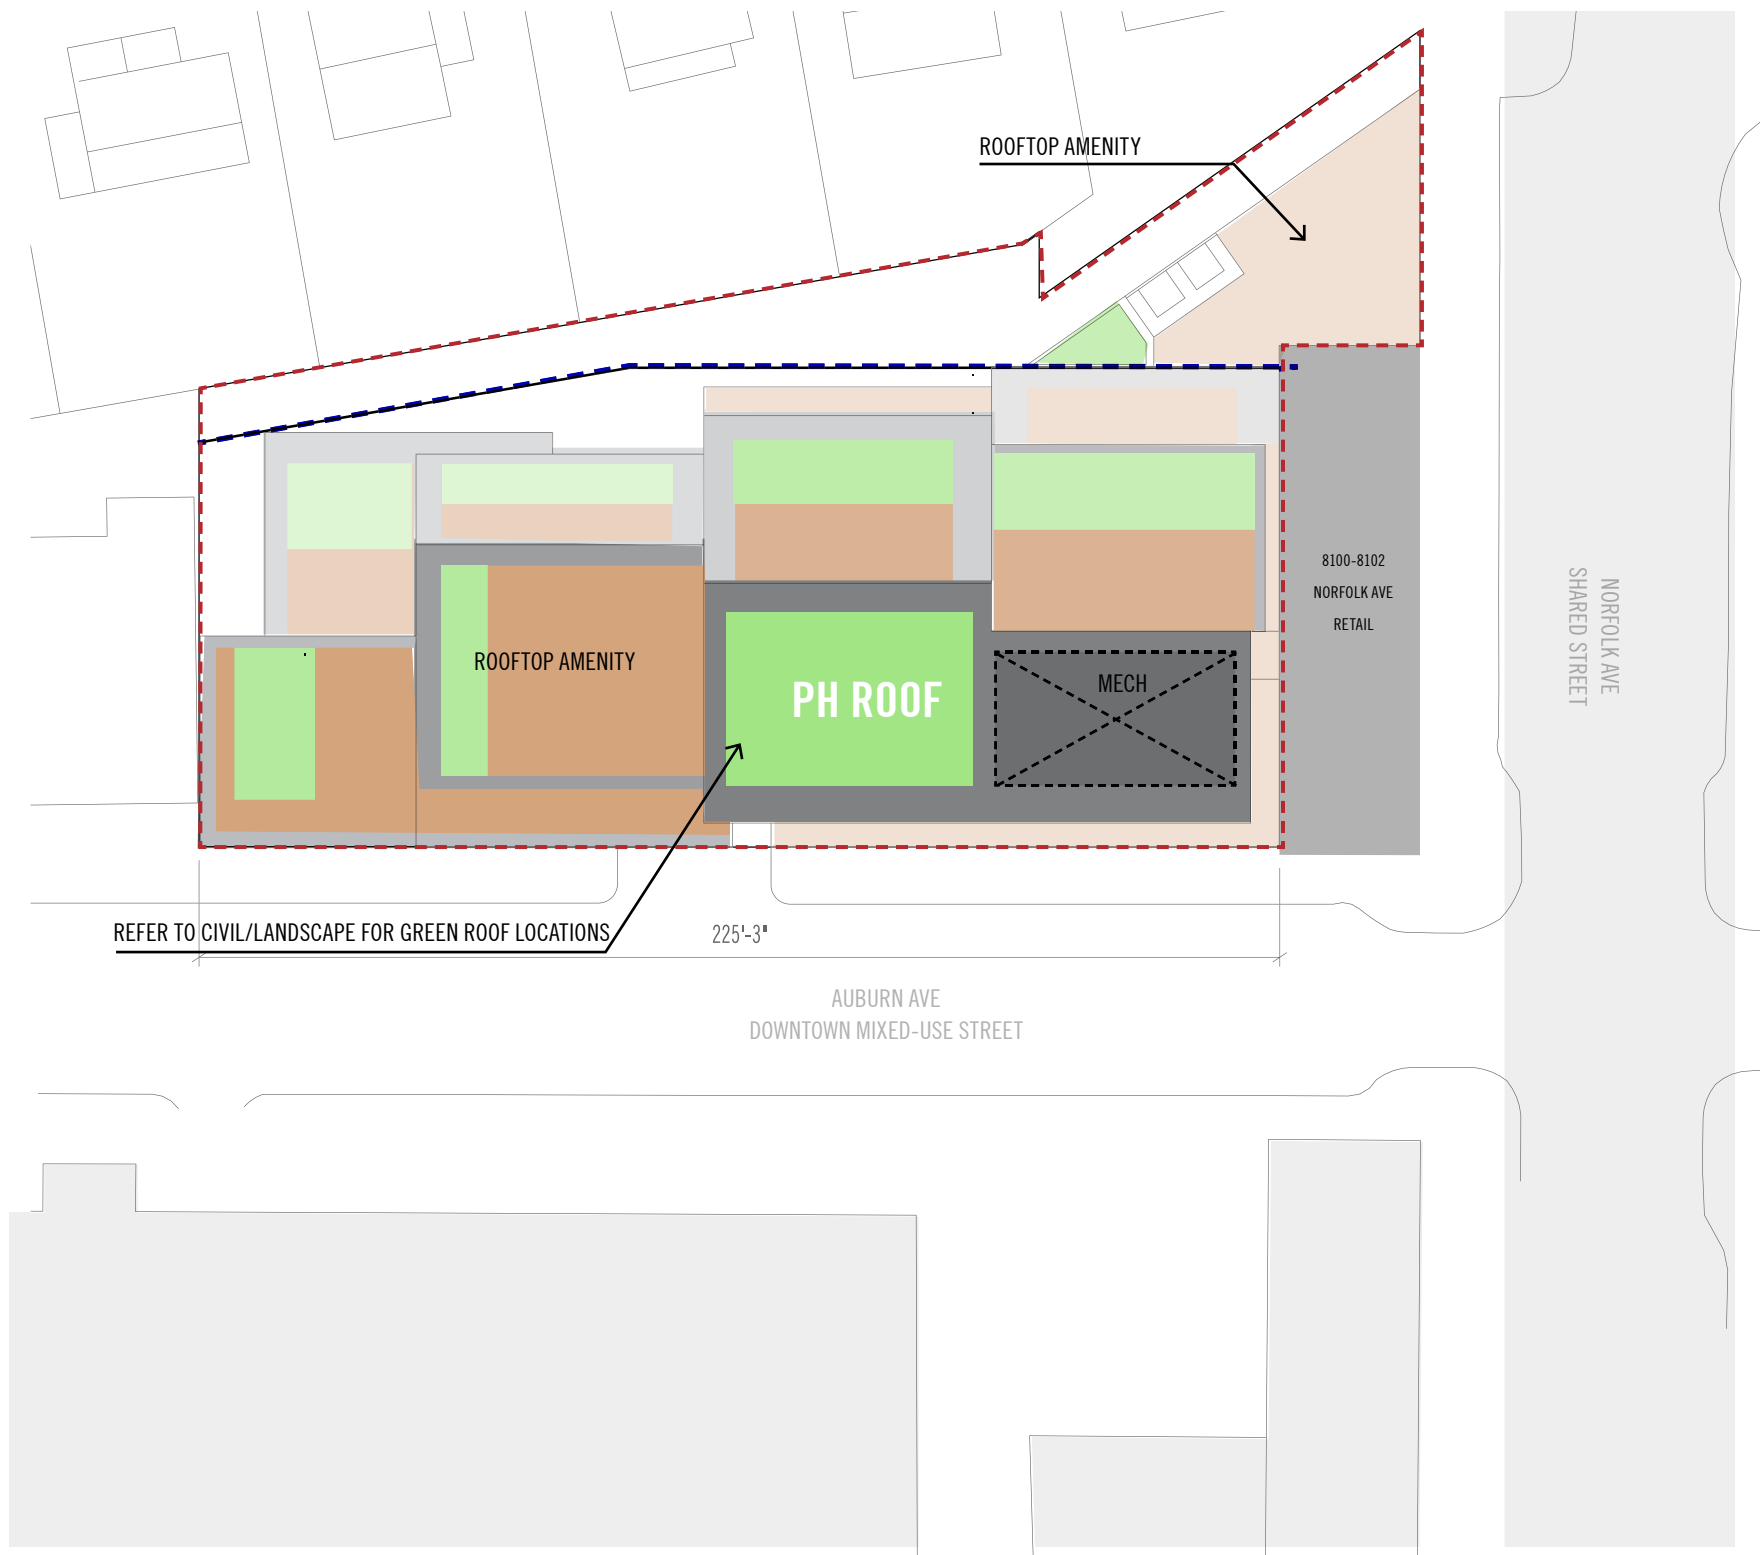 ROOFTOP AMENITY
8100-8102
NORFOLK AVE
RETAIL
NORFOLK AVE
SHARED STREET
ROOFTOP AMENITY
PH ROOF
MECH
REFER TO CIVIL/LANDSCAPE FOR GREEN ROOF LOCATIONS
225'-3"
AUBURN AVE
DOWNTOWN MIXED-USE STREET